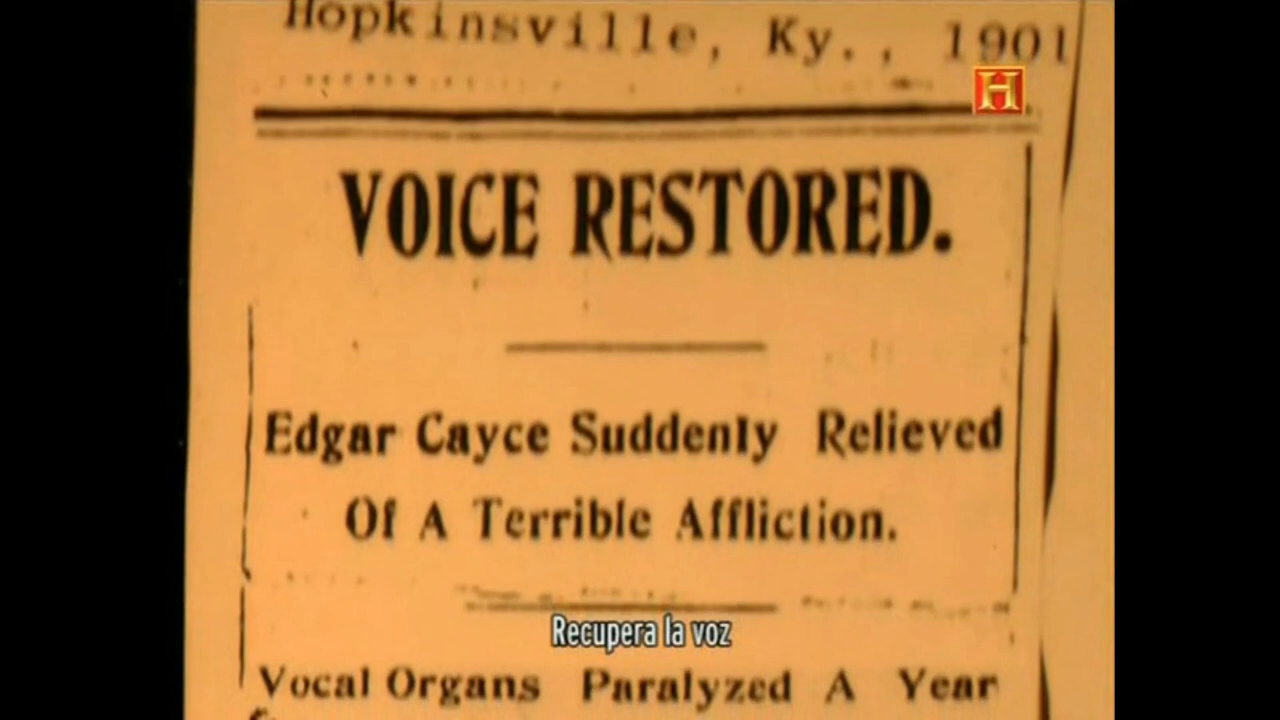 Hopkinsville, Ky., 1901
H
VOICE RESTORED.
Edgar Cayce Suddenly Relieved
Of A Terrible Affliction.
Recupera la voz
Vocal Organs Paralyzed A Year